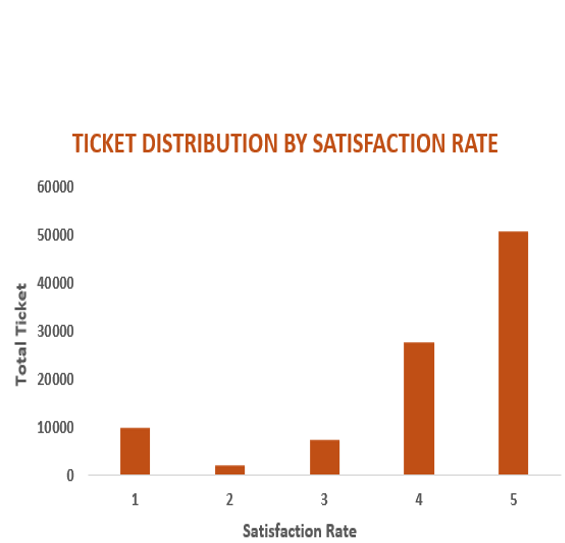 TICKET DISTRIBUTION BY SATISFACTION RATE
60000
50000
40000
30000
20000
10000
0
Total Ticket
1 2 3 4 5
Satisfaction Rate